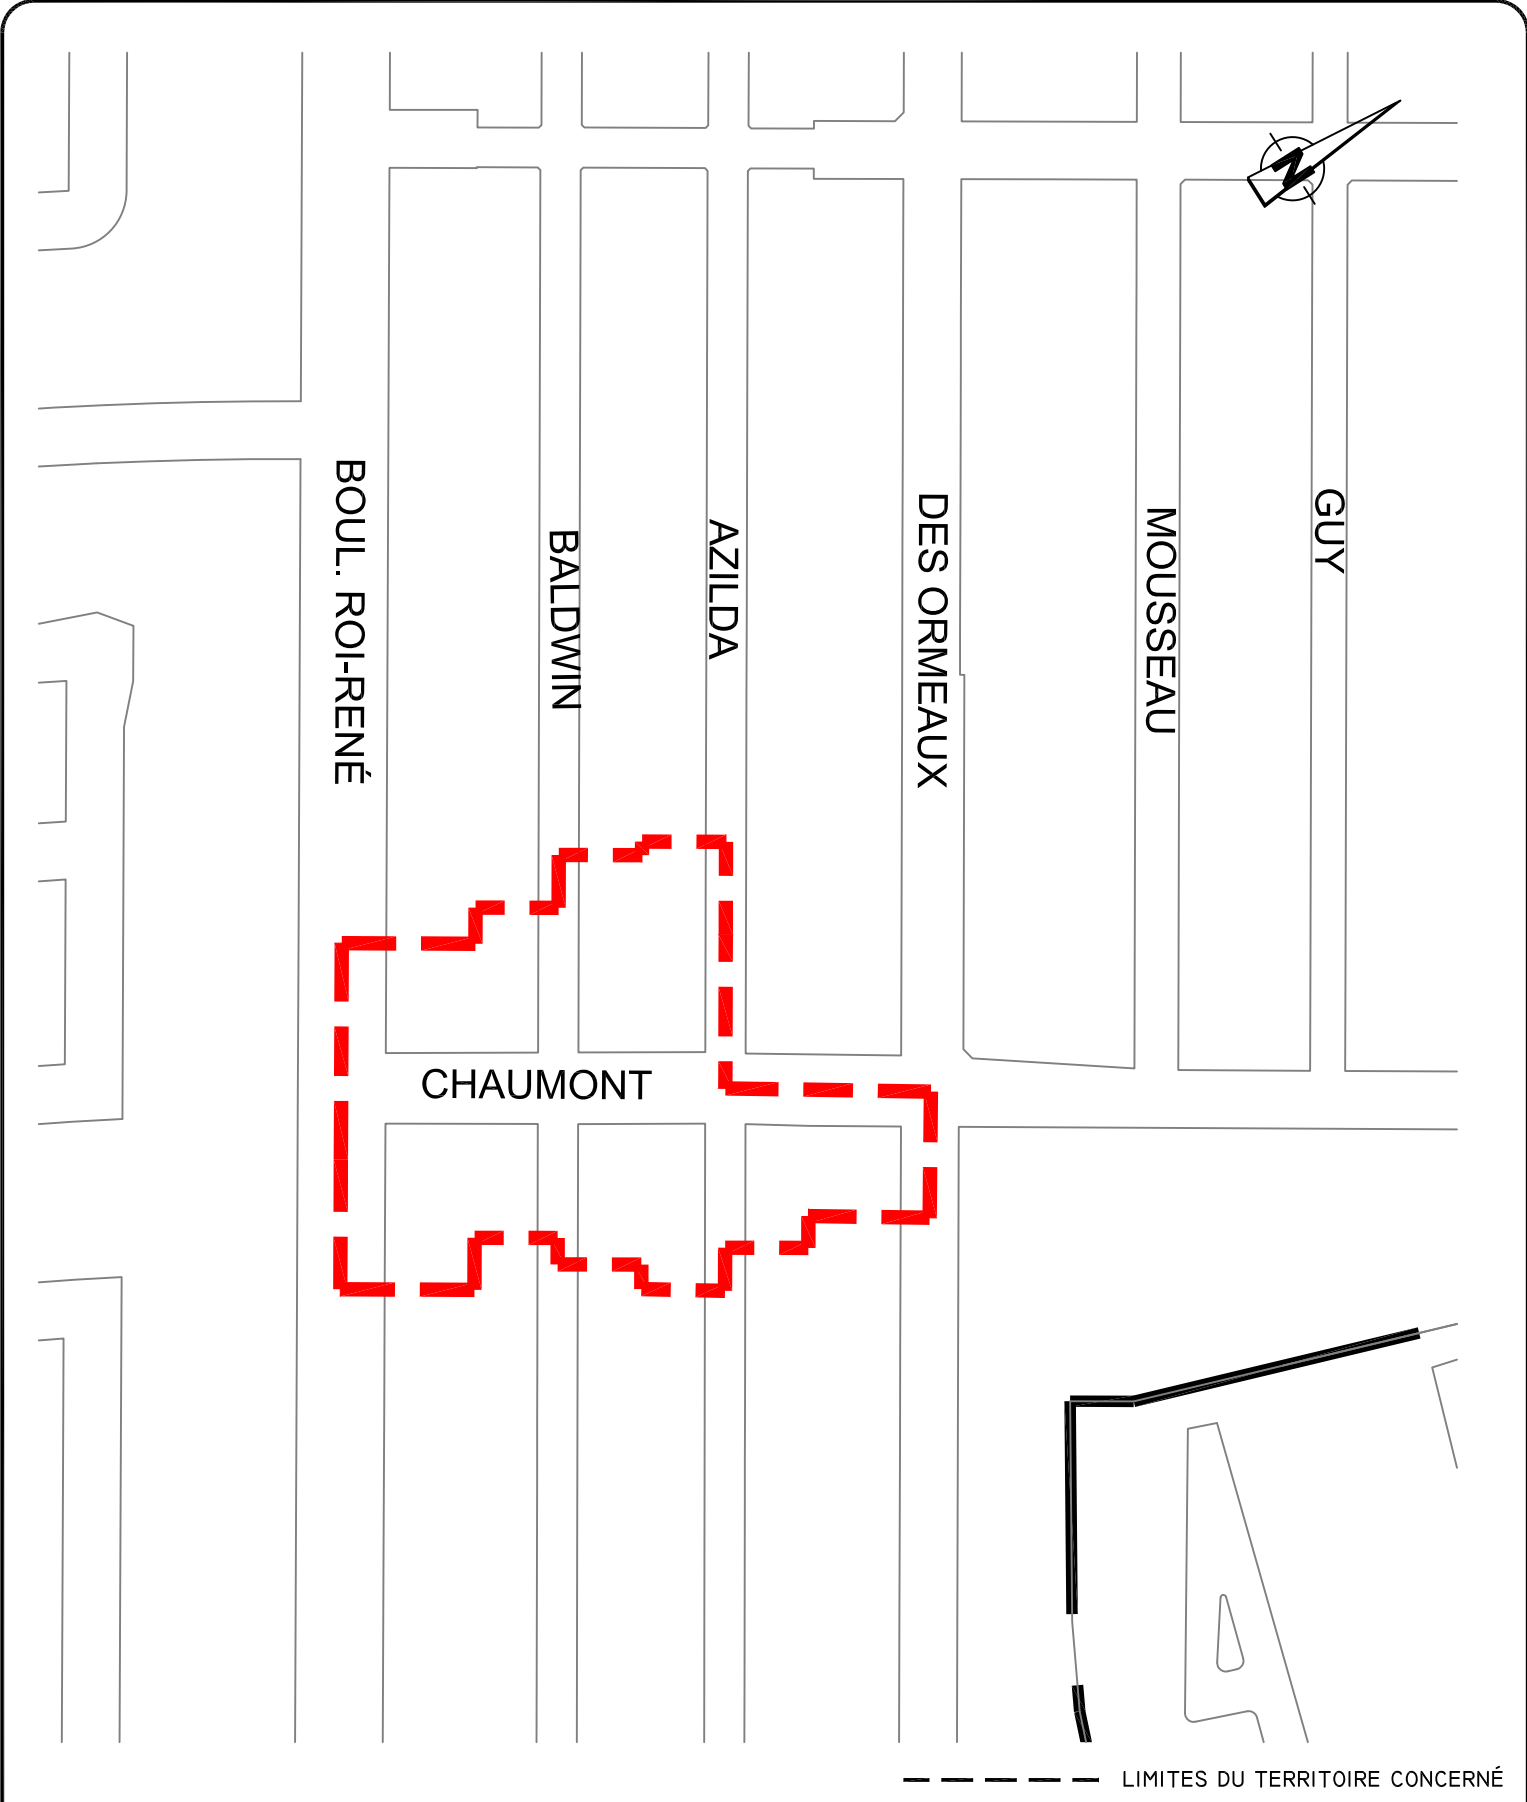 N
BOUL. ROI-RENÉ
BALDWIN
AZILDA
DES ORMEAUX
MOUSSEAU
GUY
CHAUMONT
LIMITES DU TERRITOIRE CONCERNÉ